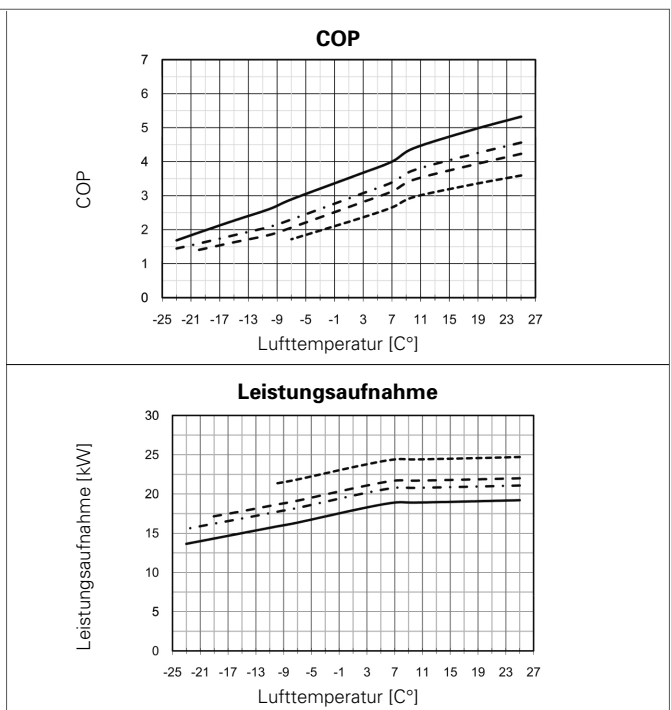 COP
7
6
5
4
3
2
1
0
COP
-25 -21 -17 -13 -9 -5 -1 3 7 11 15 19 23 27
Lufttemperatur [C°]
Leistungsaufnahme
30
25
20
15
10
5
0
Leistungsaufnahme [kW]
-25 -21 -17 -13 -9 -5 -1 3 7 11 15 19 23 27
Lufttemperatur [C°]